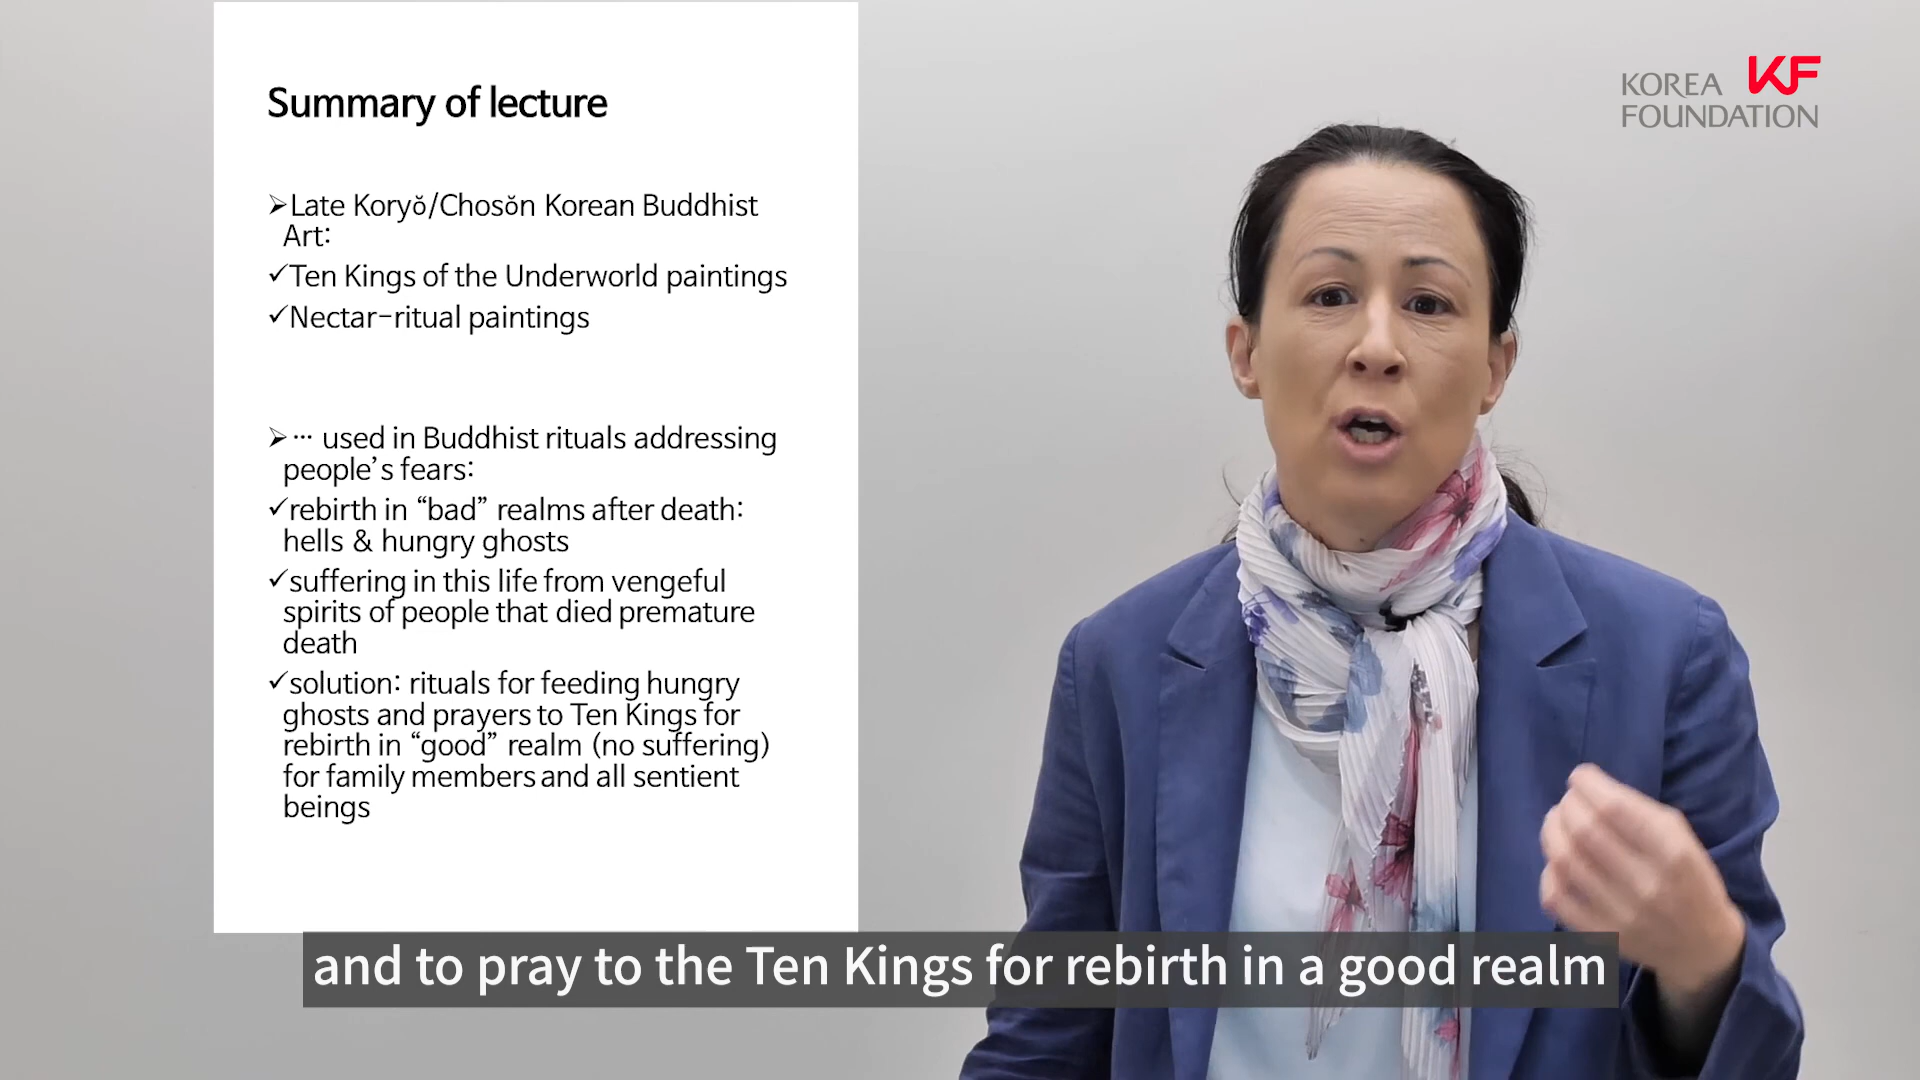 Summary of lecture
➢Late Koryŏ/Chosŏn Korean Buddhist
Art:
✓Ten Kings of the Underworld paintings
✓Nectar-ritual paintings
➢… used in Buddhist rituals addressing
people’s fears:
✓rebirth in “bad” realms after death:
hells & hungry ghosts
✓suffering in this life from vengeful
spirits of people that died premature
death
✓solution: rituals for feeding hungry
ghosts and prayers to Ten Kings for
rebirth in “good” realm (no suffering)
for family members and all sentient
beings
KOREA KF
FOUNDATION
and to pray to the Ten Kings for rebirth in a good realm